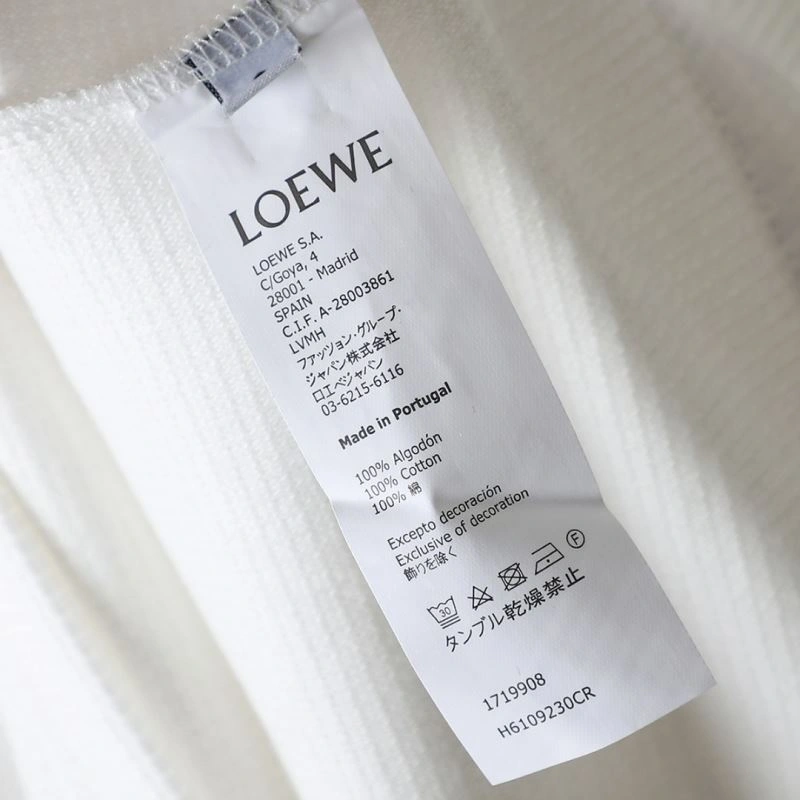 LOEWE
LOEWE S.A.
C/Goya, 4
28001 - Madrid
SPAIN
C.I.F. A-28003861
LVMH
ファッション・グループ・
ジャパン株式会社
ロエベジャパン
03-6215-6116
Made in Portugal
100% Algodón
100% Cotton
100% 綿
Excepto decoración
Exclusive of decoration
飾りを除く
30 F
タンブル乾燥禁止
1719908
H6109230CR